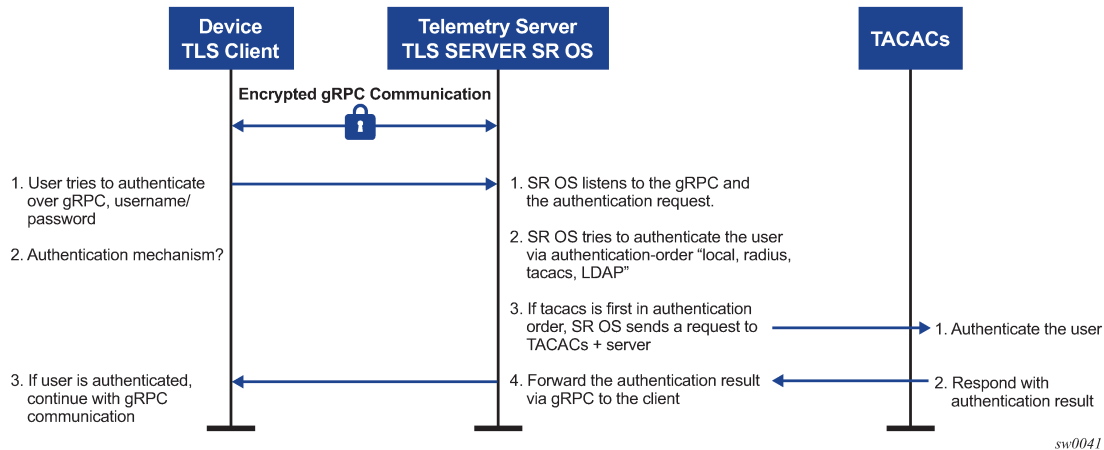 Device
TLS Client
Telemetry Server
TLS SERVER SR OS
TACACs
Encrypted gRPC Communication
1. User tries to authenticate
over gRPC, username/
password
2. Authentication mechanism?
3. If user is authenticated,
continue with gRPC
communication
1. SR OS listens to the gRPC and
the authentication request.
2. SR OS tries to authenticate the user
via authentication-order “local, radius,
tacacs, LDAP”
3. If tacacs is first in authentication
order, SR OS sends a request to
TACACs + server
4. Forward the authentication result
via gRPC to the client
1. Authenticate the user
2. Respond with
authentication result
sw0041